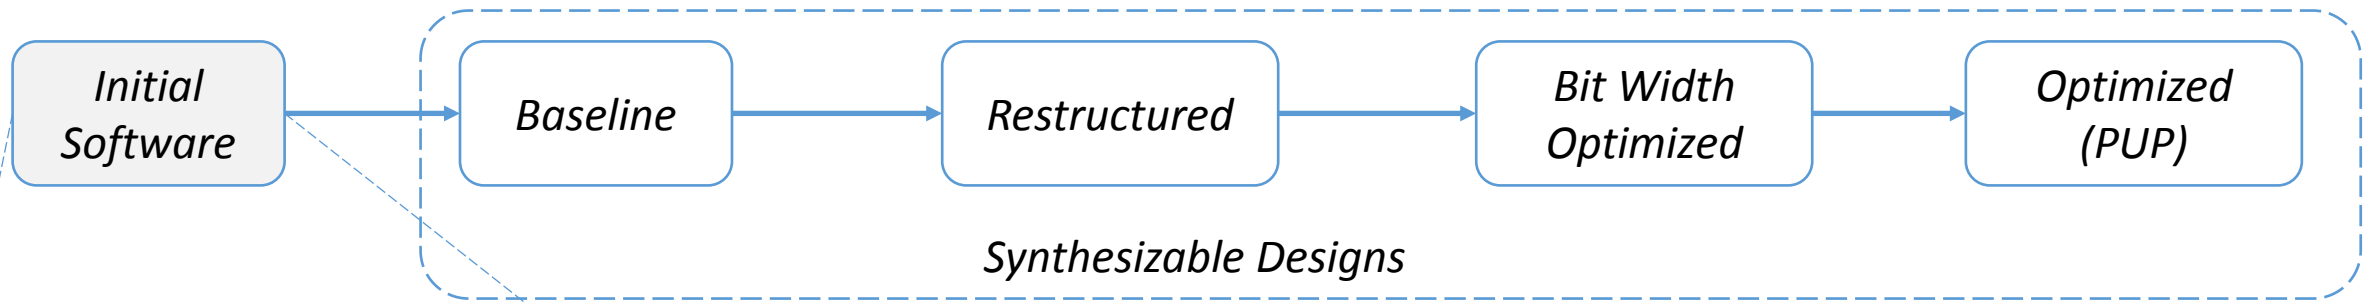 Initial
Software
Baseline
Restructured
Bit Width
Optimized
Optimized
(PUP)
Synthesizable Designs